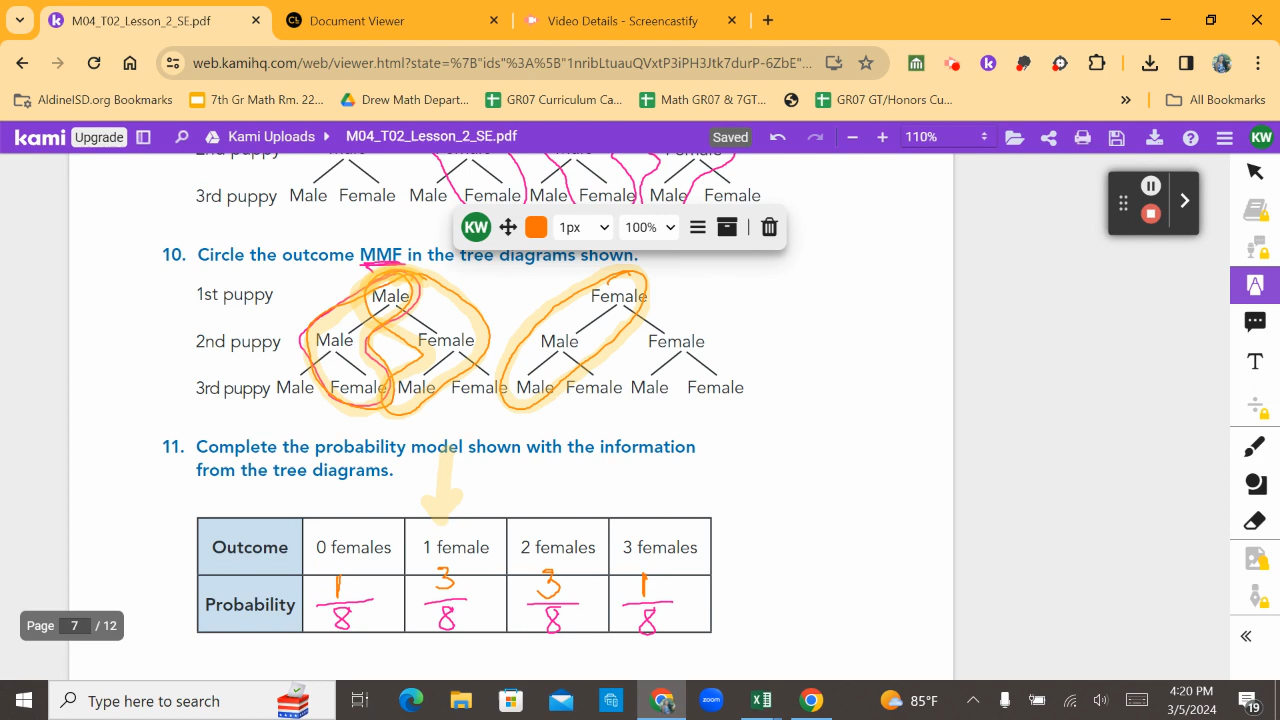 M04_T02_Lesson_2_SE.pdf Document Viewer Video Details - Screencastify
web.kamihq.com/web/viewer.html?state=%7B"ids"%3A%5B"1nribLtuauQVxtP3iPH3Jtk7durP-6ZbE"...
AldineISD.org Bookmarks 7th Gr Math Rm. 22... Drew Math Depart... GR07 Curriculum Ca... Math GR07 & 7GT... GR07 GT/Honors Cu... » All Bookmarks
kami Upgrade Kami Uploads M04_T02_Lesson_2_SE.pdf Saved 110% KW
3rd puppy Male Female Male Female Male Female Male Female
KW 1px 100%
10. Circle the outcome MMF in the tree diagrams shown.
1st puppy Male Female
2nd puppy Male Female Male Female
3rd puppy Male Female Male Female Male Female Male Female
11. Complete the probability model shown with the information
from the tree diagrams.
Outcome 0 females 1 female 2 females 3 females
Probability 1/8 3/8 3/8 1/8
Page 7 / 12
Type here to search 85°F 4:20 PM
3/5/2024 19